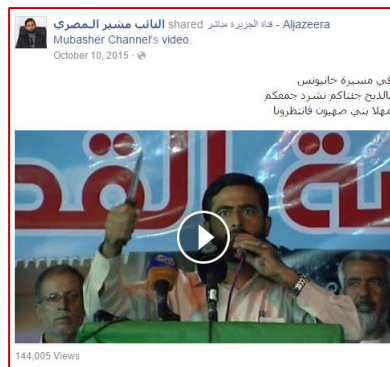 النائب مشير المصري shared قناة الجزيرة مباشر - Aljazeera
Mubasher Channel's video.
October 10, 2015
في مسيرة خانيونس
بالذبح جئناكم نشرد جمعكم
مهلا بني صهيون فانتظرونا
144,005 Views